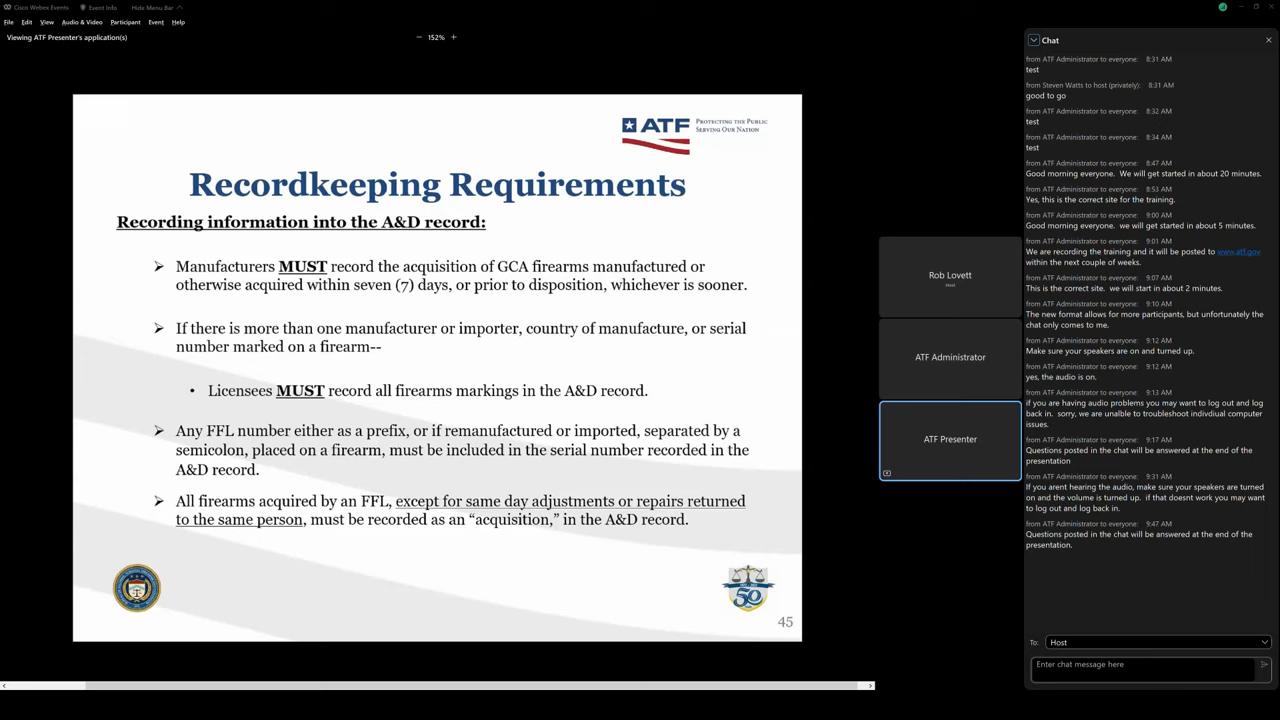 Cisco Webex Events
Event Info
Hide Menu Bar
File Edit View Audio & Video Participant Event Help
Viewing ATF Presenter's application(s)
− 152% +
ATF
PROTECTING THE PUBLIC
SERVING OUR NATION
Recordkeeping Requirements
Recording information into the A&D record:
➢ Manufacturers MUST record the acquisition of GCA firearms manufactured or
otherwise acquired within seven (7) days, or prior to disposition, whichever is sooner.
➢ If there is more than one manufacturer or importer, country of manufacture, or serial
number marked on a firearm--
• Licensees MUST record all firearms markings in the A&D record.
➢ Any FFL number either as a prefix, or if remanufactured or imported, separated by a
semicolon, placed on a firearm, must be included in the serial number recorded in the
A&D record.
➢ All firearms acquired by an FFL, except for same day adjustments or repairs returned
to the same person, must be recorded as an “acquisition,” in the A&D record.
50
45
Rob Lovett
Host
ATF Administrator
ATF Presenter
Chat
from ATF Administrator to everyone: 8:31 AM
test
from Steven Watts to host (privately): 8:31 AM
good to go
from ATF Administrator to everyone: 8:32 AM
test
from ATF Administrator to everyone: 8:34 AM
test
from ATF Administrator to everyone: 8:47 AM
Good morning everyone. We will get started in about 20 minutes.
from ATF Administrator to everyone: 8:53 AM
Yes, this is the correct site for the training.
from ATF Administrator to everyone: 9:00 AM
Good morning everyone. we will get started in about 5 minutes.
from ATF Administrator to everyone: 9:01 AM
We are recording the training and it will be posted to www.atf.gov
within the next couple of weeks.
from ATF Administrator to everyone: 9:07 AM
This is the correct site. we will start in about 2 minutes.
from ATF Administrator to everyone: 9:10 AM
The new format allows for more participants, but unfortunately the
chat only comes to me.
from ATF Administrator to everyone: 9:12 AM
Make sure your speakers are on and turned up.
from ATF Administrator to everyone: 9:12 AM
yes, the audio is on.
from ATF Administrator to everyone: 9:13 AM
if you are having audio problems you may want to log out and log
back in. sorry, we are unalble to troubleshoot indivdiual computer
issues.
from ATF Administrator to everyone: 9:17 AM
Questions posted in the chat will be answered at the end of the
presentation
from ATF Administrator to everyone: 9:31 AM
If you arent hearing the audio, make sure your speakers are turned
on and the volume is turned up. if that doesnt work you may want
to log out and log back in.
from ATF Administrator to everyone: 9:47 AM
Questions posted in the chat will be answered at the end of the
presentation.
To: Host
Enter chat message here